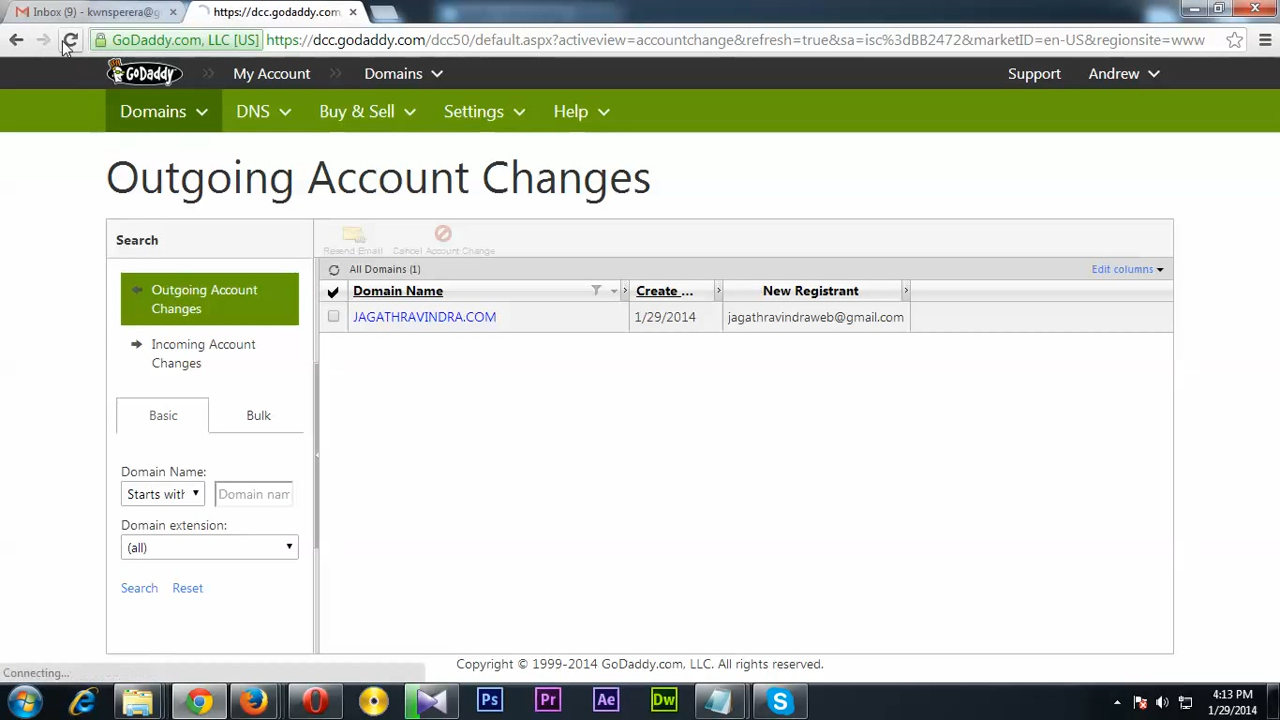 Inbox (9) - kwnsperera@g
https://dcc.godaddy.com
GoDaddy.com, LLC [US] https://dcc.godaddy.com/dcc50/default.aspx?activeview=accountchange&refresh=true&sa=isc%3dBB2472&marketID=en-US&regionsite=www
GoDaddy My Account Domains Support Andrew
Domains DNS Buy & Sell Settings Help
Outgoing Account Changes
Search
Resend Email Cancel Account Change
All Domains (1) Edit columns
Domain Name Create ... New Registrant
JAGATHRAVINDRA.COM 1/29/2014 jagathravindraweb@gmail.com
Outgoing Account
Changes
Incoming Account
Changes
Basic Bulk
Domain Name:
Starts with Domain nam
Domain extension:
(all)
Search Reset
Copyright © 1999-2014 GoDaddy.com, LLC. All rights reserved.
Connecting...
Ps Pr Ae Dw
4:13 PM
1/29/2014